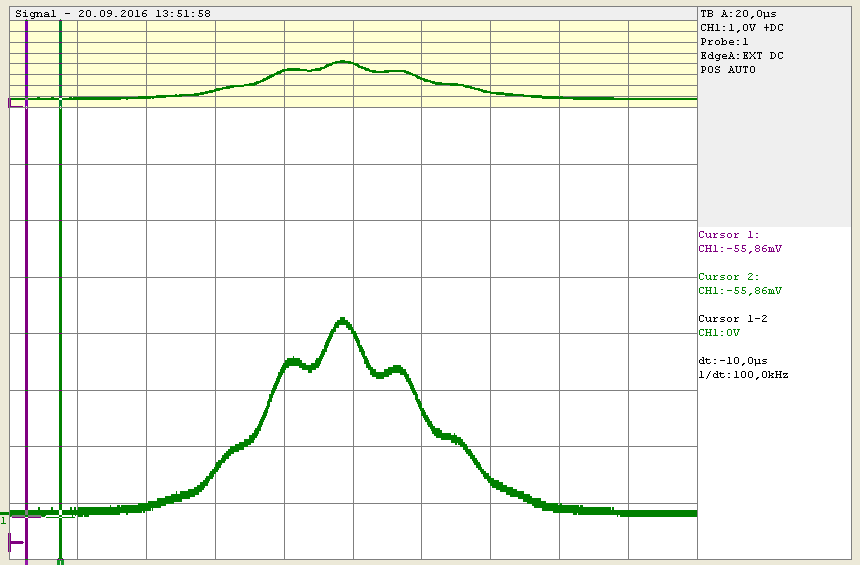 Signal - 20.09.2016 13:51:58
TB A:20,0µs
CH1:1,0V +DC
Probe:1
EdgeA:EXT DC
POS AUTO
Cursor 1:
CH1:-55,86mV
Cursor 2:
CH1:-55,86mV
Cursor 1-2
CH1:0V
dt:-10,0µs
1/dt:100,0kHz
1